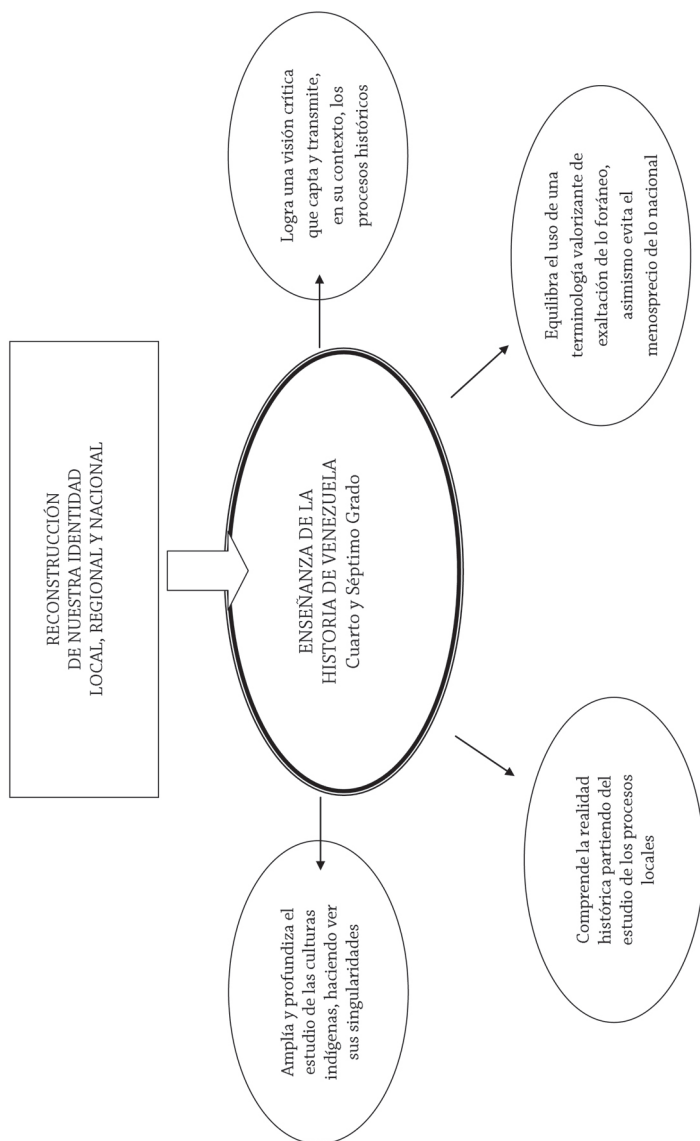 RECONSTRUCCIÓN
DE NUESTRA IDENTIDAD
LOCAL, REGIONAL Y NACIONAL
ENSEÑANZA DE LA
HISTORIA DE VENEZUELA
Cuarto y Séptimo Grado
Amplía y profundiza el
estudio de las culturas
indígenas, haciendo ver
sus singularidades
Comprende la realidad
histórica partiendo del
estudio de los procesos
locales
Equilibra el uso de una
terminología valorizante de
exaltación de lo foráneo,
asimismo evita el
menosprecio de lo nacional
Logra una visión crítica
que capta y transmite,
en su contexto, los
procesos históricos